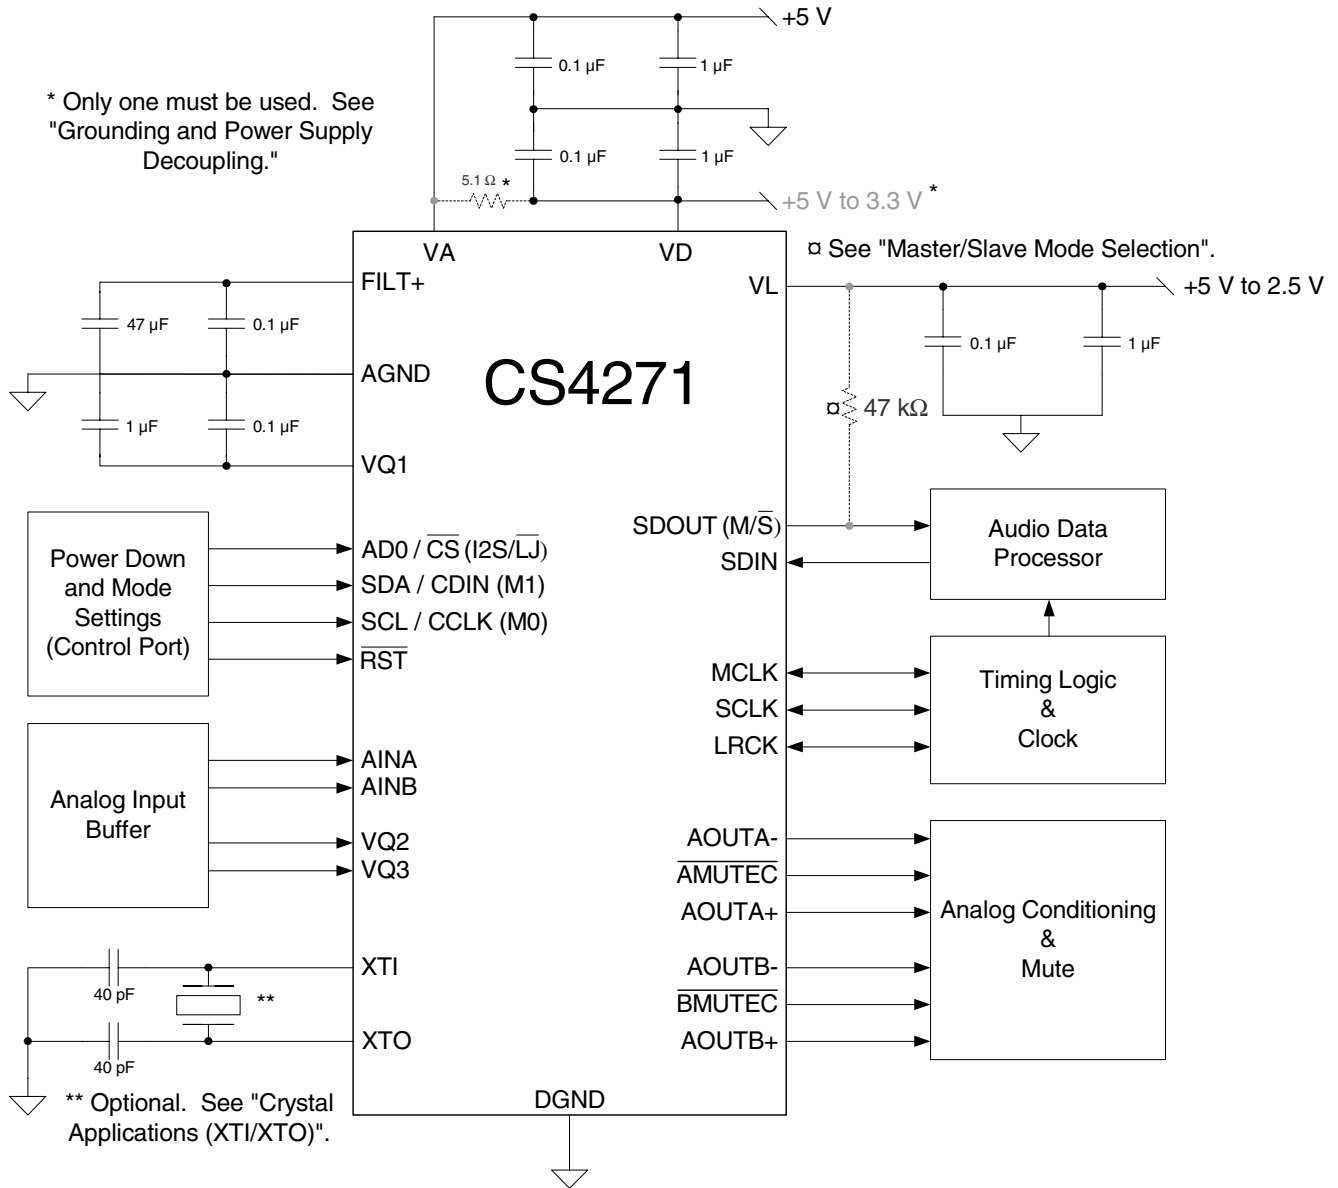 +5 V
0.1 µF
1 µF
* Only one must be used. See
"Grounding and Power Supply
Decoupling."
0.1 µF
1 µF
5.1 Ω *
+5 V to 3.3 V *
VA
VD
¤ See "Master/Slave Mode Selection".
FILT+
VL
+5 V to 2.5 V
47 µF
0.1 µF
0.1 µF
1 µF
AGND
CS4271
¤ 47 kΩ
1 µF
0.1 µF
VQ1
Power Down
and Mode
Settings
(Control Port)
AD0 / CS (I2S/LJ)
SDA / CDIN (M1)
SCL / CCLK (M0)
RST
SDOUT (M/S)
SDIN
Audio Data
Processor
MCLK
SCLK
LRCK
Timing Logic
&
Clock
Analog Input
Buffer
AINA
AINB
VQ2
VQ3
AOUTA-
AMUTEC
AOUTA+
AOUTB-
BMUTEC
AOUTB+
Analog Conditioning
&
Mute
XTI
40 pF
**
XTO
40 pF
** Optional. See "Crystal
Applications (XTI/XTO)".
DGND